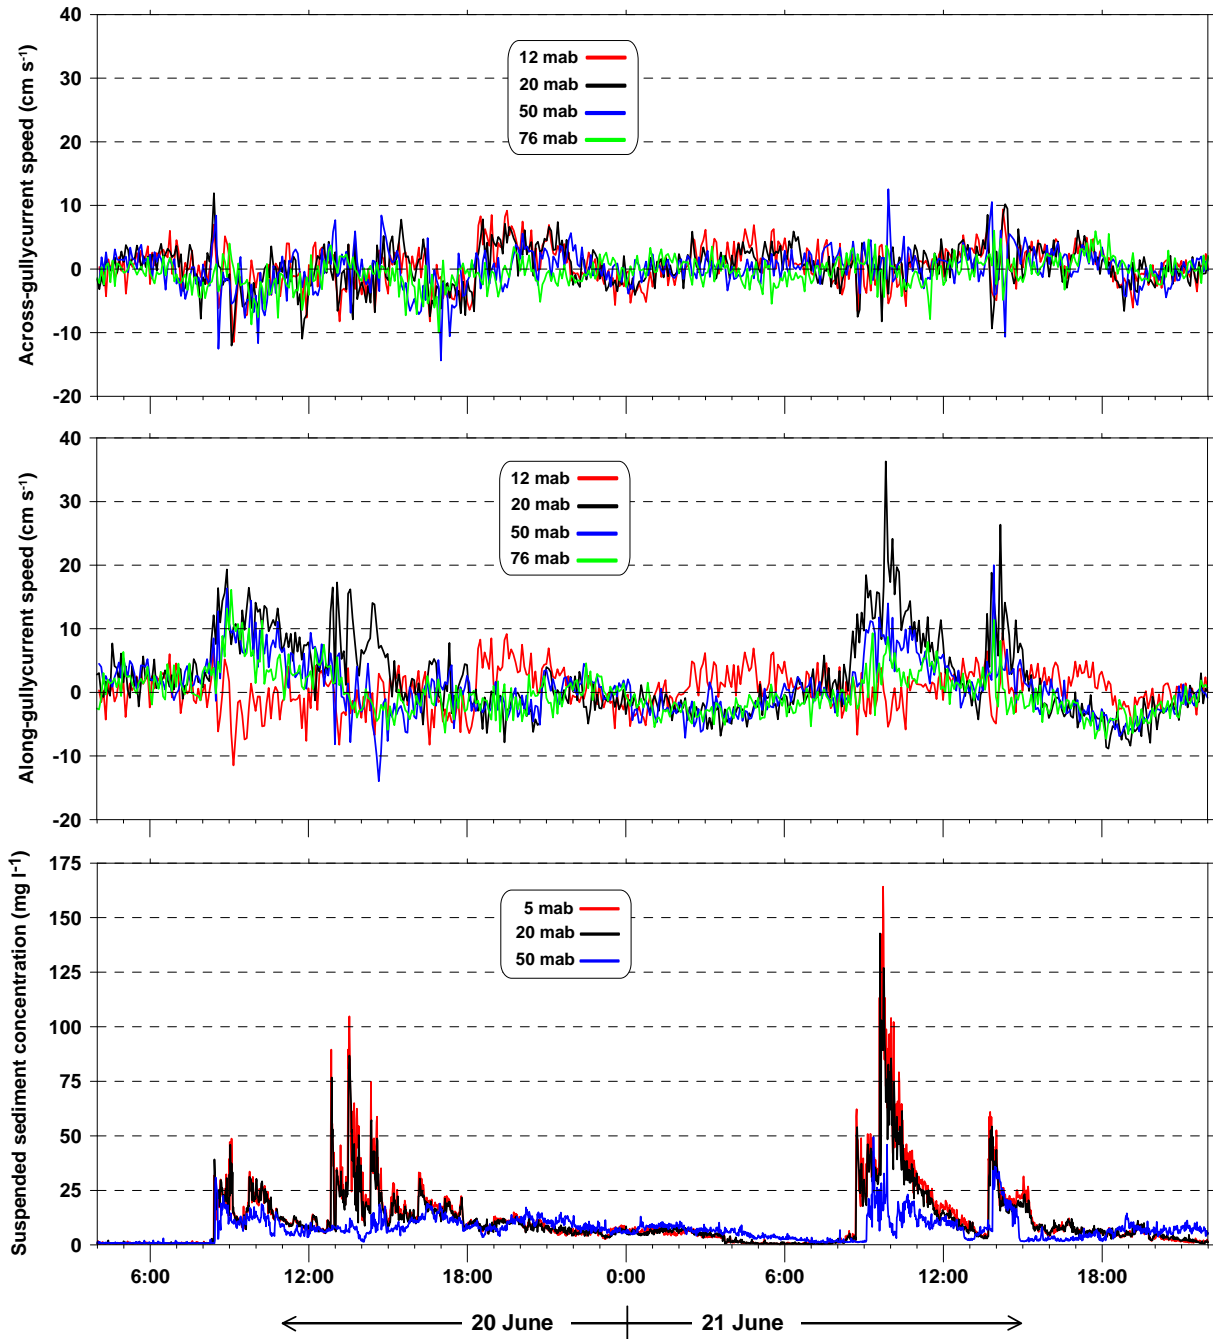 Across-gullycurrent speed (cm s-1)
40
30
20
10
0
-10
-20
12 mab
20 mab
50 mab
76 mab
Along-gullycurrent speed (cm s-1)
40
30
20
10
0
-10
-20
12 mab
20 mab
50 mab
76 mab
Suspended sediment concentration (mg l-1)
175
150
125
100
75
50
25
0
5 mab
20 mab
50 mab
6:00 12:00 18:00 0:00 6:00 12:00 18:00
20 June 21 June